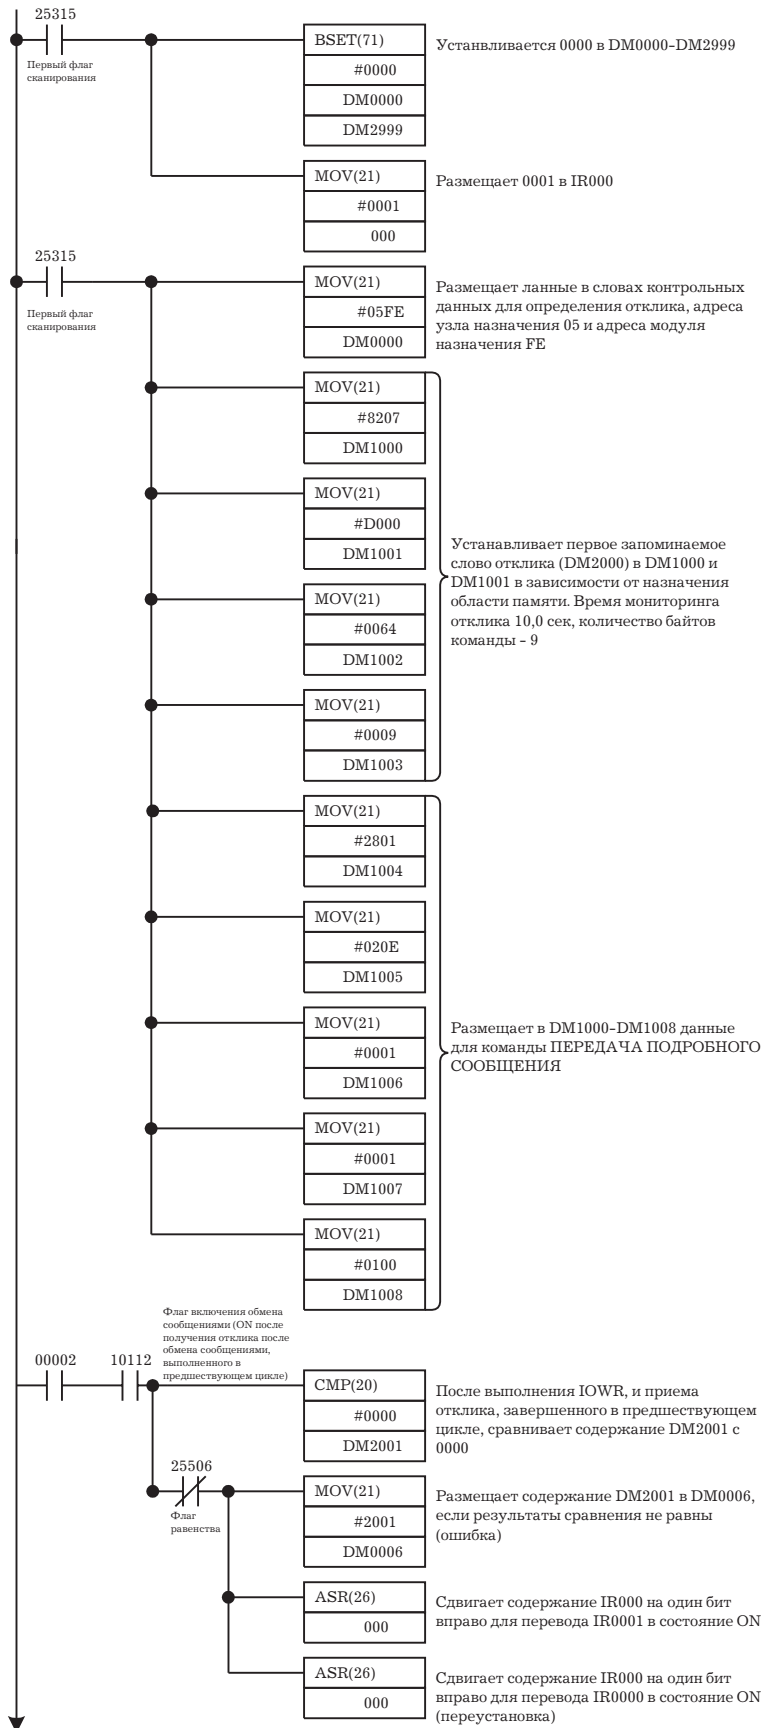 25315
Первый флаг
сканирования
BSET(71)
#0000
DM0000
DM2999
Устанвливается 0000 в DM0000-DM2999
MOV(21)
#0001
000
Размещает 0001 в IR000
25315
Первый флаг
сканирования
MOV(21)
#05FE
DM0000
Размещает ланные в словах контрольных
данных для определения отклика, адреса
узла назначения 05 и адреса модуля
назначения FE
MOV(21)
#8207
DM1000
MOV(21)
#D000
DM1001
MOV(21)
#0064
DM1002
MOV(21)
#0009
DM1003
Устанавливает первое запоминаемое
слово отклика (DM2000) в DM1000 и
DM1001 в зависимости от назначения
области памяти. Время мониторинга
отклика 10,0 сек, количество байтов
команды - 9
MOV(21)
#2801
DM1004
MOV(21)
#020E
DM1005
MOV(21)
#0001
DM1006
MOV(21)
#0001
DM1007
MOV(21)
#0100
DM1008
Размещает в DM1000-DM1008 данные
для команды ПЕРЕДАЧА ПОДРОБНОГО
СООБЩЕНИЯ
Флаг включения обмена
сообщениями (ON после
получения отклика после
обмена сообщениями,
выполненного в
предшествующем цикле)
00002
10112
CMP(20)
#0000
DM2001
После выполнения IOWR, и приема
отклика, завершенного в предшествующем
цикле, сравнивает содержание DM2001 с
0000
25506
Флаг
равенства
MOV(21)
#2001
DM0006
Размещает содержание DM2001 в DM0006,
если результаты сравнения не равны
(ошибка)
ASR(26)
000
Сдвигает содержание IR000 на один бит
вправо для перевода IR0001 в состояние ON
ASR(26)
000
Сдвигает содержание IR000 на один бит
вправо для перевода IR0000 в состояние ON
(переустановка)